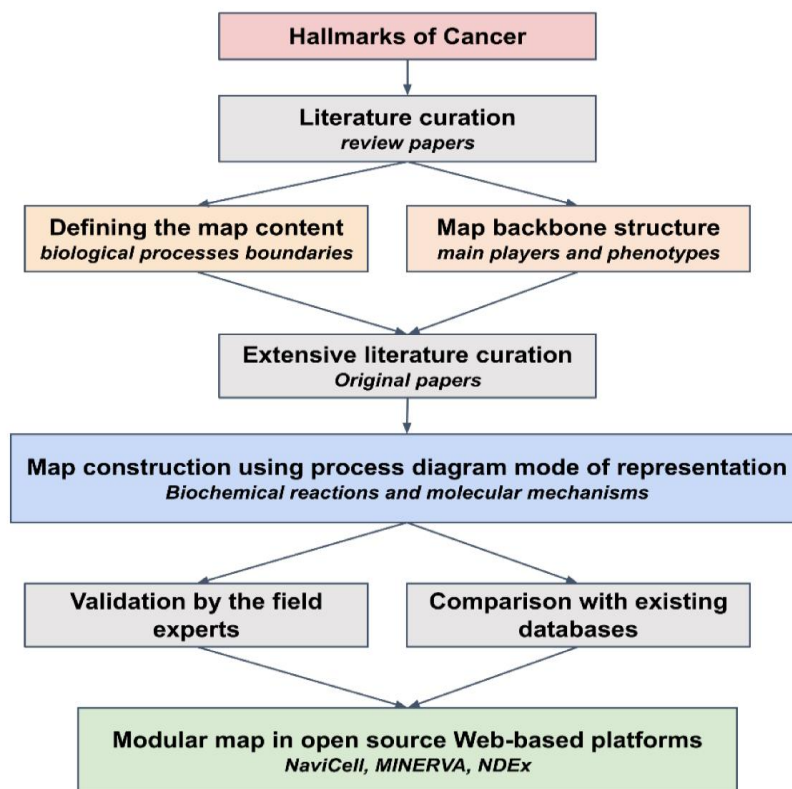 Hallmarks of Cancer
Literature curation
review papers
Defining the map content
biological processes boundaries
Map backbone structure
main players and phenotypes
Extensive literature curation
Original papers
Map construction using process diagram mode of representation
Biochemical reactions and molecular mechanisms
Validation by the field
experts
Comparison with existing
databases
Modular map in open source Web-based platforms
NaviCell, MINERVA, NDEx